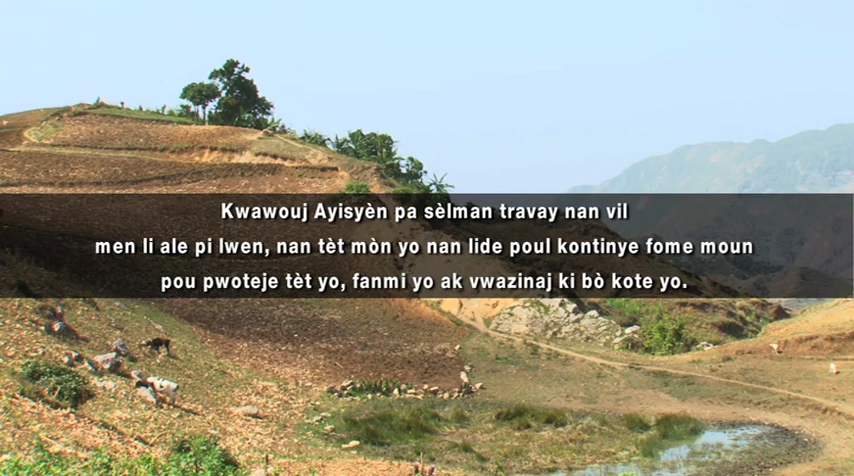 Kwawouj Ayisyèn pa sèlman travay nan vil
men li ale pi lwen, nan tèt mòn yo nan lide poul kontinye fome moun
pou pwoteje tèt yo, fanmi yo ak vwazinaj ki bò kote yo.